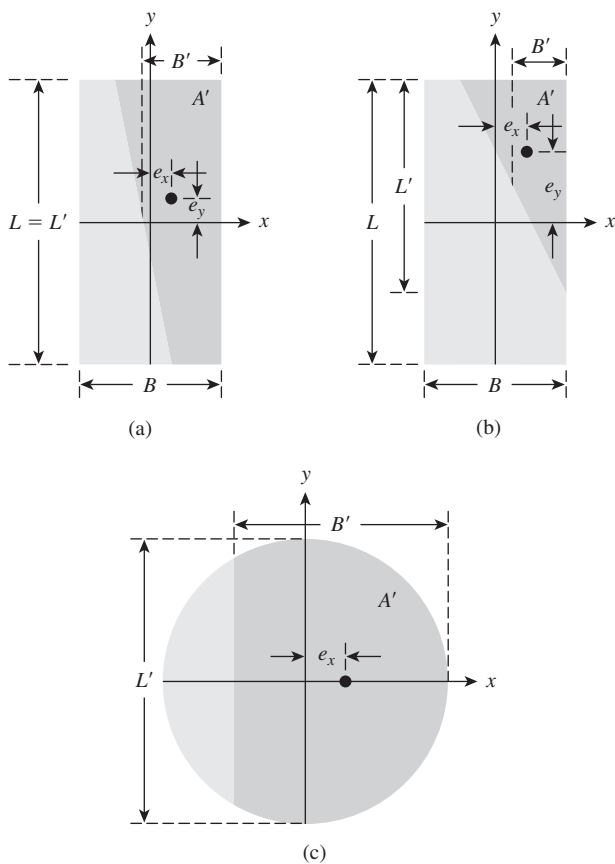 y
B′
A′
e_x
e_y
L = L′
x
B
(a)
y
B′
A′
e_x
L′
e_y
L
x
B
(b)
y
B′
A′
e_x
L′
x
(c)